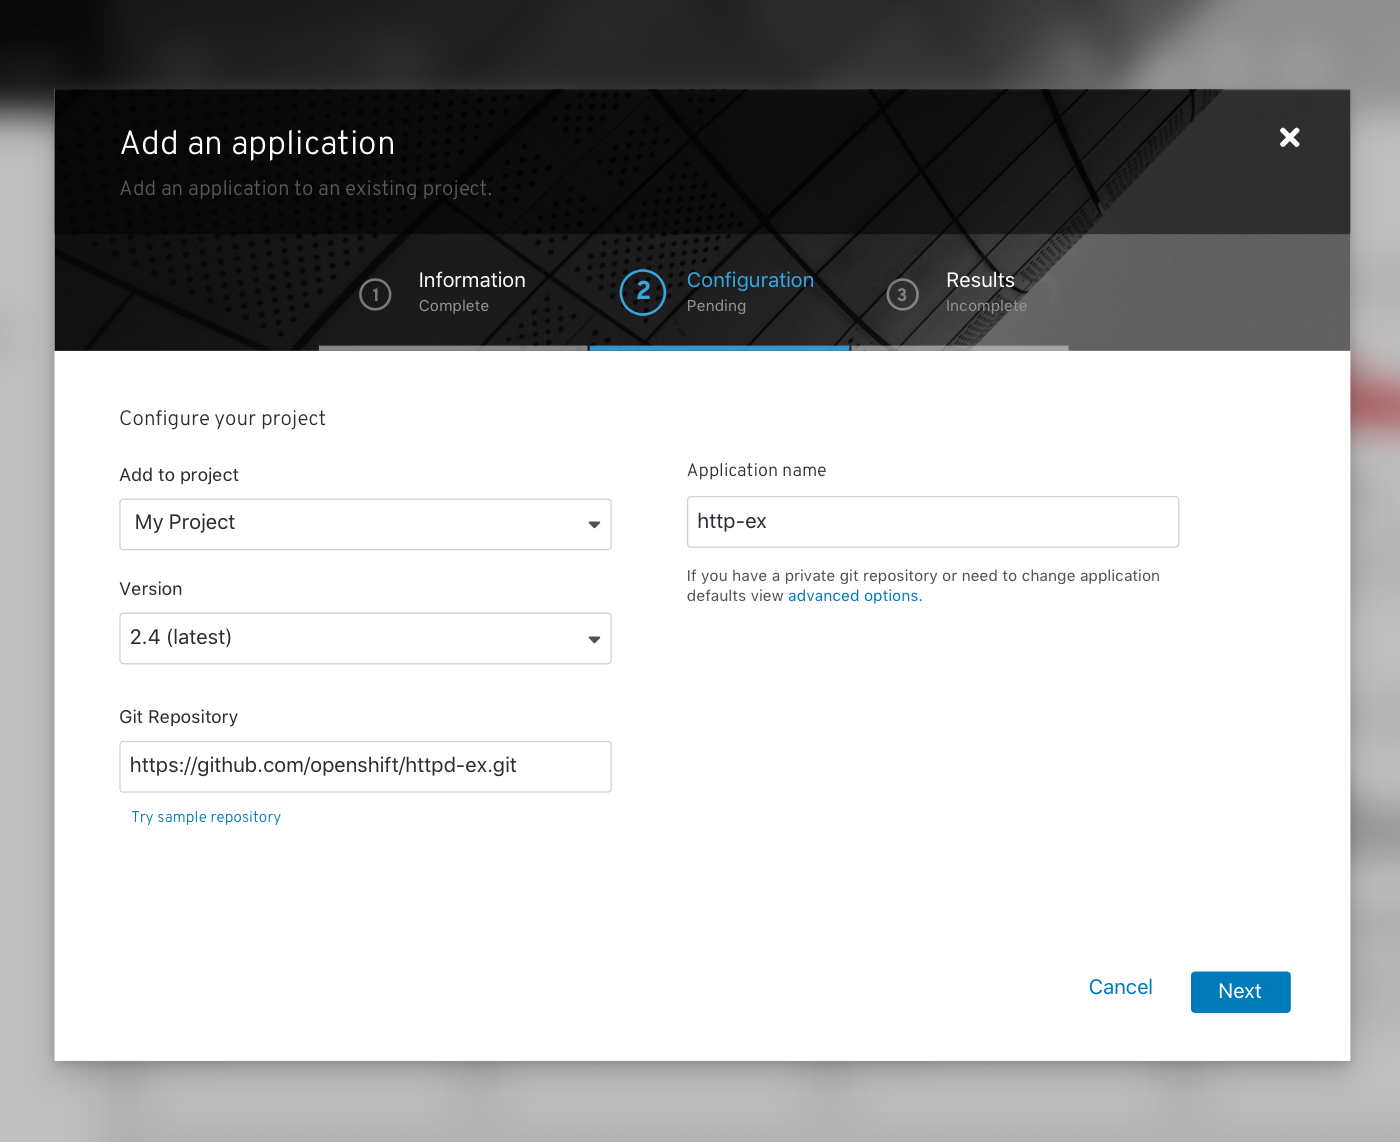 Add an application
Add an application to an existing project.
1
Information
Complete
2
Configuration
Pending
3
Results
Incomplete
Configure your project
Add to project
My Project
Version
2.4 (latest)
Git Repository
https://github.com/openshift/httpd-ex.git
Try sample repository
Application name
http-ex
If you have a private git repository or need to change application
defaults view advanced options.
Cancel
Next